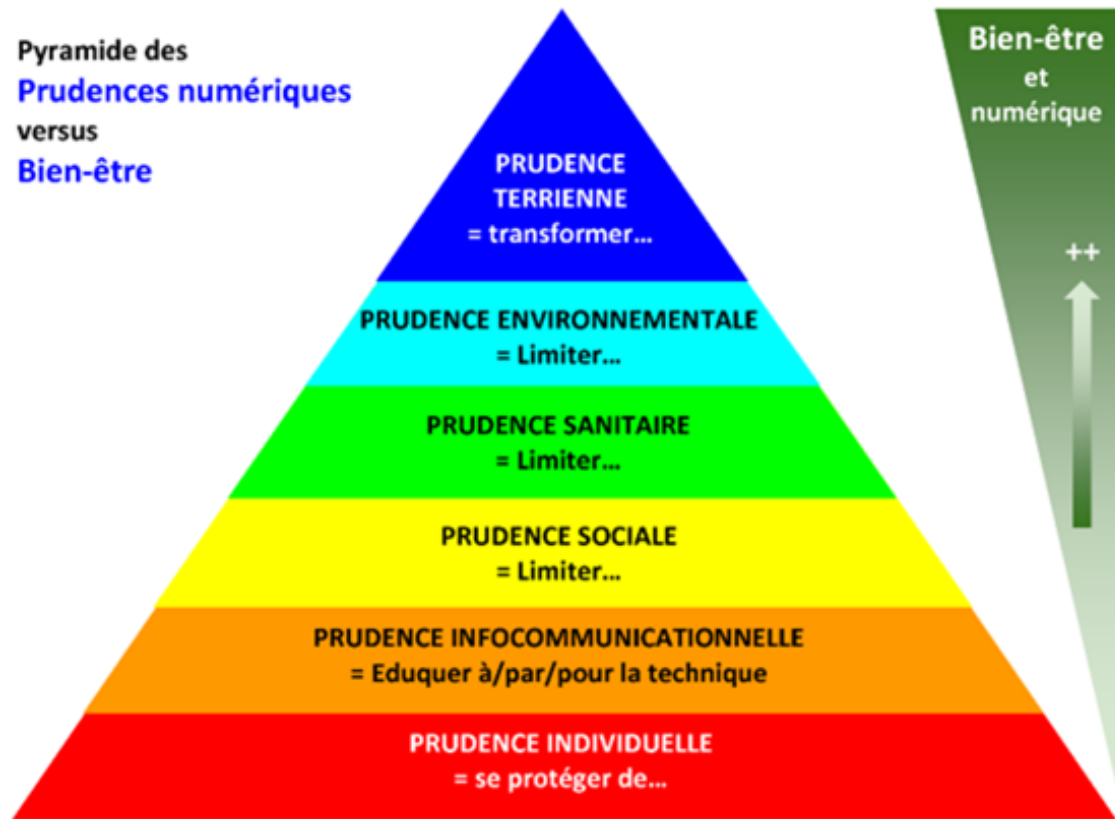 Pyramide des
Prudences numériques
versus
Bien-être
Bien-être
et
numérique
++
PRUDENCE
TERRIENNE
= transformer...
PRUDENCE ENVIRONNEMENTALE
= Limiter...
PRUDENCE SANITAIRE
= Limiter...
PRUDENCE SOCIALE
= Limiter...
PRUDENCE INFOCOMMUNICATIONNELLE
= Eduquer à/par/pour la technique
PRUDENCE INDIVIDUELLE
= se protéger de...